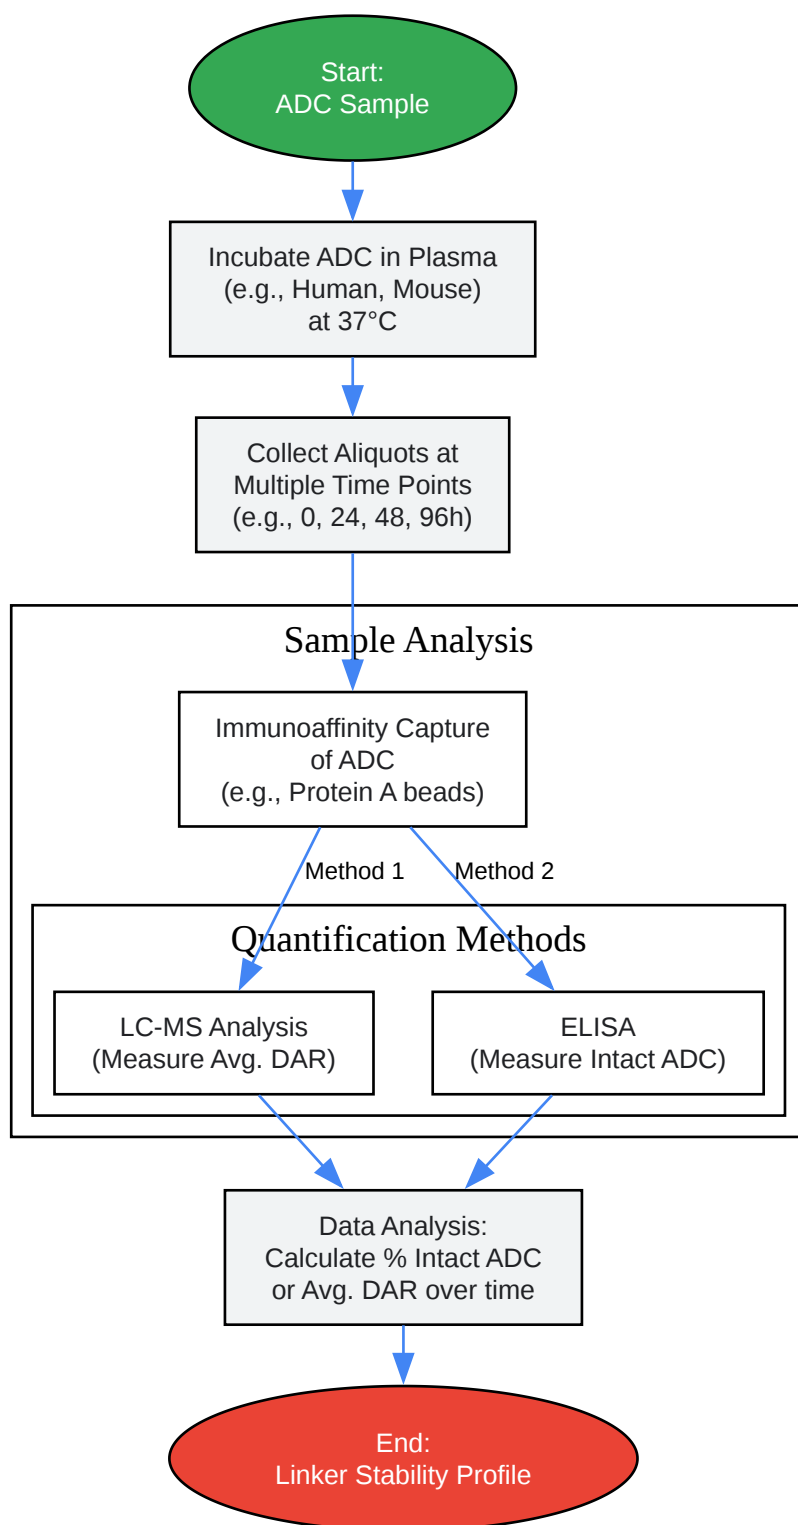 Start:
ADC Sample
Incubate ADC in Plasma
(e.g., Human, Mouse)
at 37°C
Collect Aliquots at
Multiple Time Points
(e.g., 0, 24, 48, 96h)
Sample Analysis
Immunoaffinity Capture
of ADC
(e.g., Protein A beads)
Method 1
Method 2
Quantification Methods
LC-MS Analysis
(Measure Avg. DAR)
ELISA
(Measure Intact ADC)
Data Analysis:
Calculate % Intact ADC
or Avg. DAR over time
End:
Linker Stability Profile